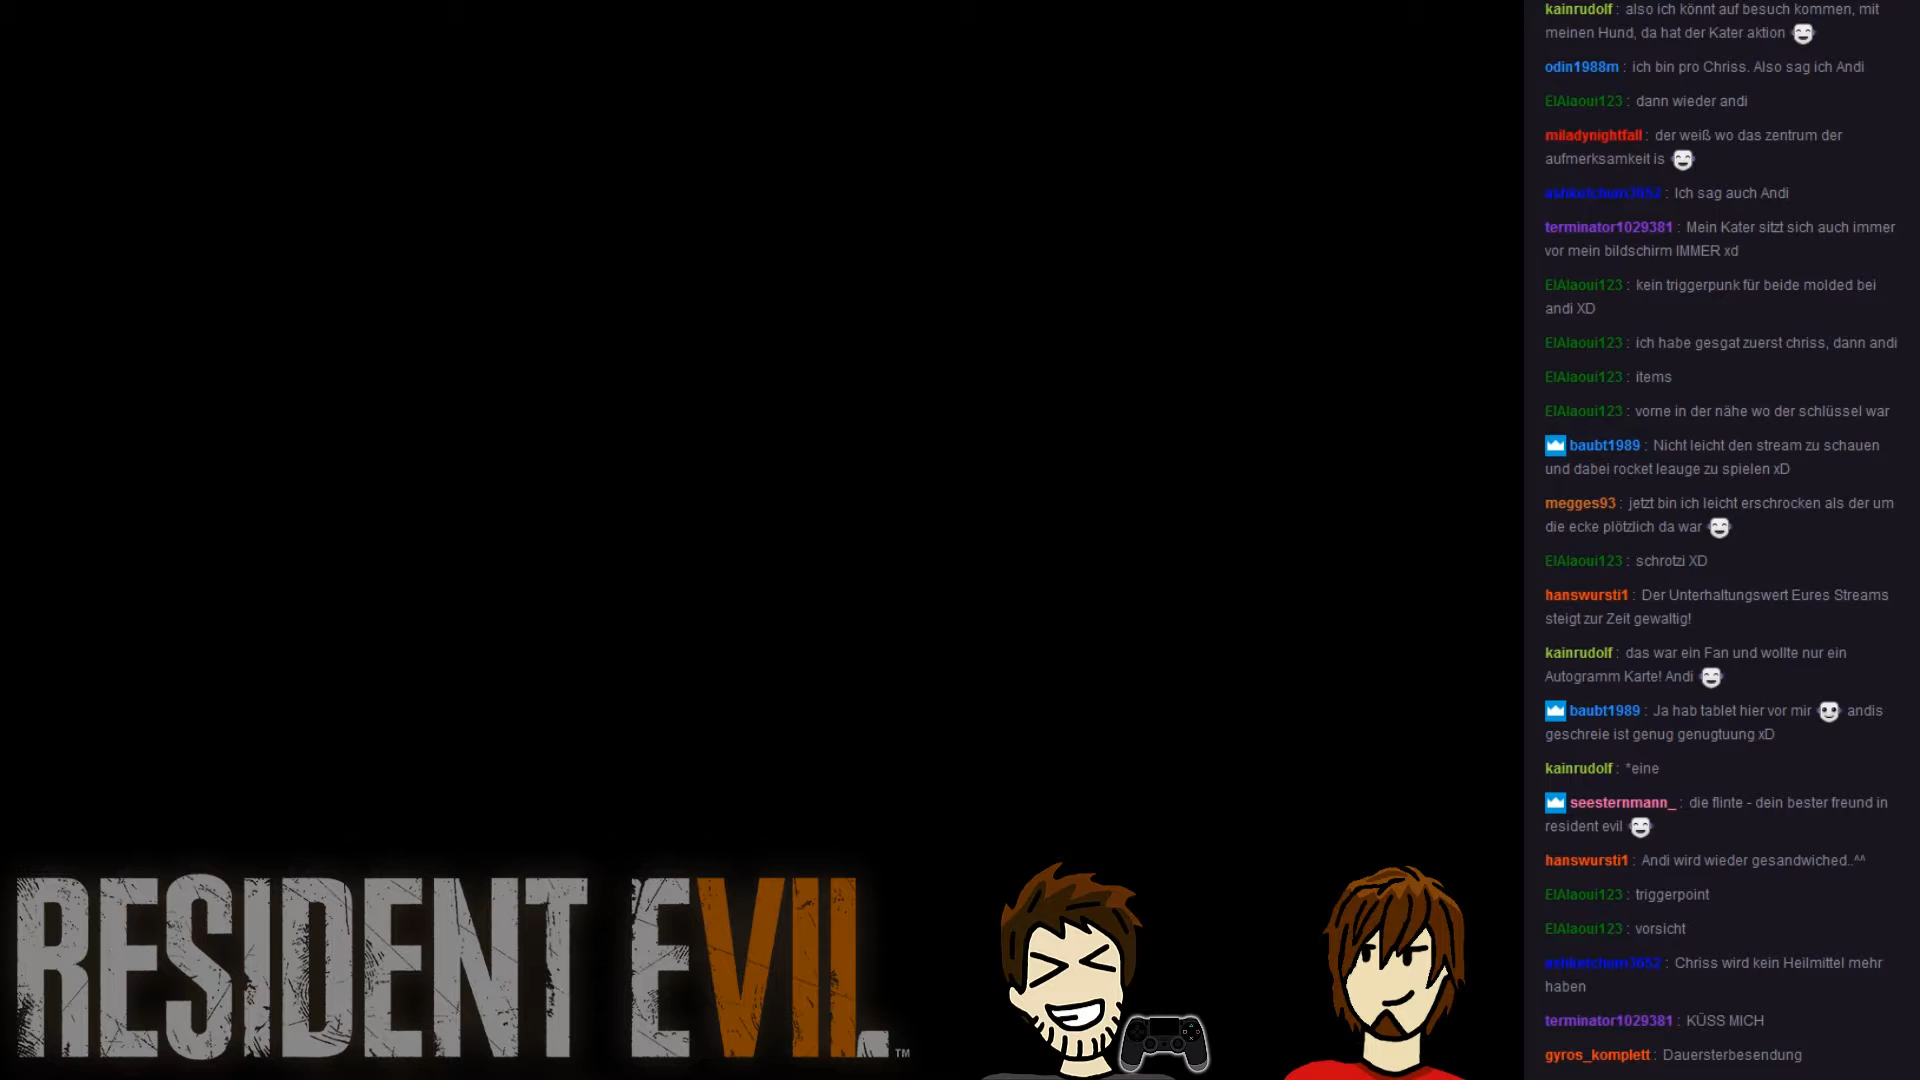 kainrudolf : also ich könnt auf besuch kommen, mit
meinen Hund, da hat der Kater aktion
odin1988m : ich bin pro Chriss. Also sag ich Andi
ElAlaoui123 : dann wieder andi
miladynightfall : der weiß wo das zentrum der
aufmerksamkeit is
ashketchum3652 : Ich sag auch Andi
terminator1029381 : Mein Kater sitzt sich auch immer
vor mein bildschirm IMMER xd
ElAlaoui123 : kein triggerpunk für beide molded bei
andi XD
ElAlaoui123 : ich habe gesgat zuerst chriss, dann andi
ElAlaoui123 : items
ElAlaoui123 : vorne in der nähe wo der schlüssel war
baubt1989 : Nicht leicht den stream zu schauen
und dabei rocket leauge zu spielen xD
megges93 : jetzt bin ich leicht erschrocken als der um
die ecke plötzlich da war
ElAlaoui123 : schrotzi XD
hanswursti1 : Der Unterhaltungswert Eures Streams
steigt zur Zeit gewaltig!
kainrudolf : das war ein Fan und wollte nur ein
Autogramm Karte! Andi
baubt1989 : Ja hab tablet hier vor mir andis
geschreie ist genug genugtuung xD
kainrudolf : *eine
seesternmann_ : die flinte - dein bester freund in
resident evil
hanswursti1 : Andi wird wieder gesandwiched..^^
ElAlaoui123 : triggerpoint
ElAlaoui123 : vorsicht
ashketchum3652 : Chriss wird kein Heilmittel mehr
haben
terminator1029381 : KÜSS MICH
gyros_komplett : Dauersterbesendung
RESIDENT EVII. ™